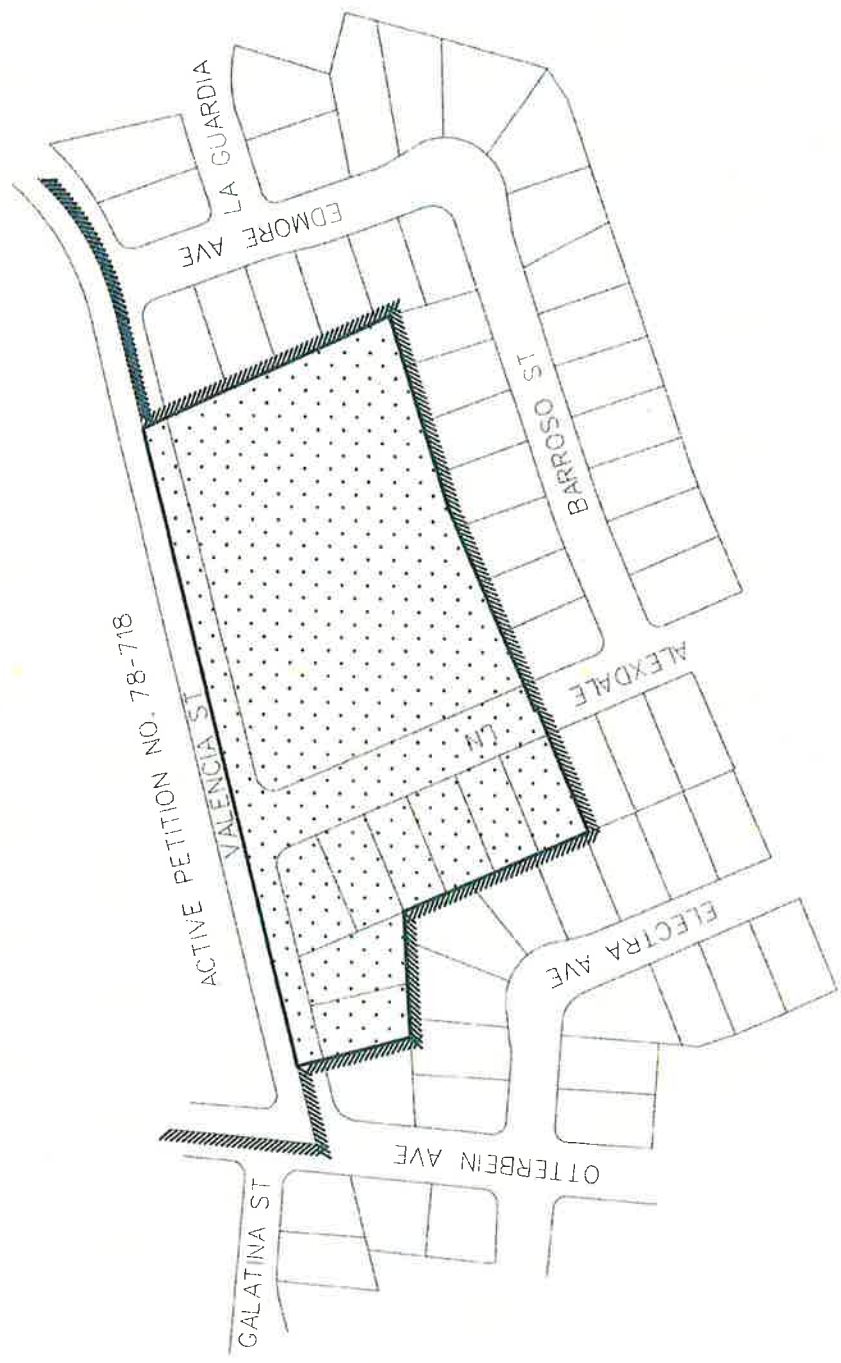 LA GUARDIA
EDMORE AVE
ACTIVE PETITION NO. 78-718
VALENCIA ST
BARROSO ST
ALEXDALE
LN
ELECTRA AVE
OTTERBEIN AVE
GALATINA ST